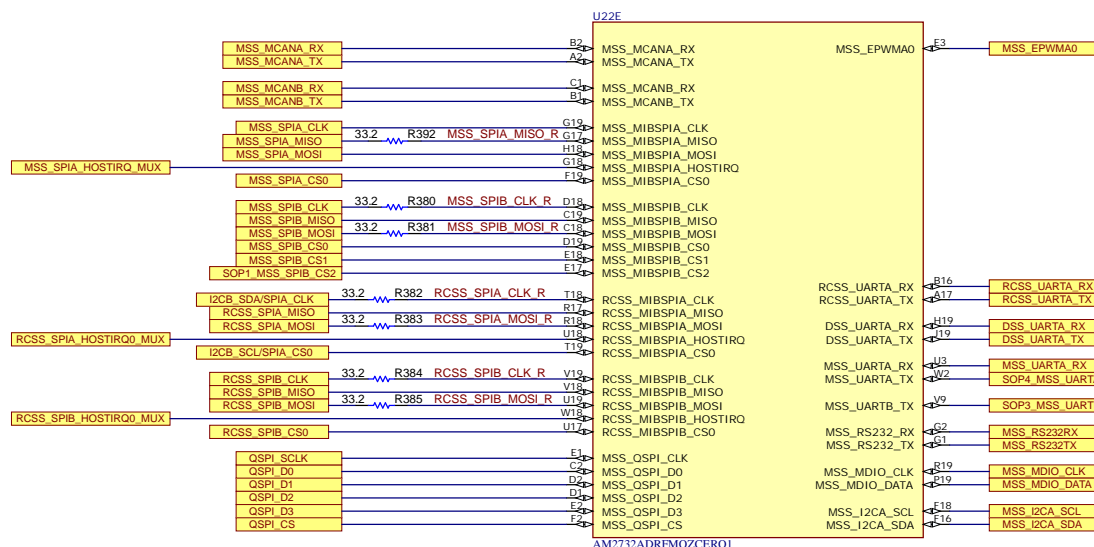 U22E
MSS_MCANA_RX B2 MSS_MCANA_RX MSS_EPWMA0 F3 MSS_EPWMA0
MSS_MCANA_TX A2 MSS_MCANA_TX
MSS_MCANB_RX C1 MSS_MCANB_RX
MSS_MCANB_TX B1 MSS_MCANB_TX
MSS_SPIA_CLK G19 MSS_MIBSPIA_CLK
MSS_SPIA_MISO 33.2 R392 MSS_SPIA_MISO_R G17 MSS_MIBSPIA_MISO
MSS_SPIA_MOSI H18 MSS_MIBSPIA_MOSI
MSS_SPIA_HOSTIRQ_MUX G18 MSS_MIBSPIA_HOSTIRQ
MSS_SPIA_CS0 F19 MSS_MIBSPIA_CS0
MSS_SPIB_CLK 33.2 R380 MSS_SPIB_CLK_R D18 MSS_MIBSPIB_CLK
MSS_SPIB_MISO C19 MSS_MIBSPIB_MISO
MSS_SPIB_MOSI 33.2 R381 MSS_SPIB_MOSI_R C18 MSS_MIBSPIB_MOSI
MSS_SPIB_CS0 D19 MSS_MIBSPIB_CS0
MSS_SPIB_CS1 E18 MSS_MIBSPIB_CS1
SOP1_MSS_SPIB_CS2 E17 MSS_MIBSPIB_CS2
RCSS_UARTA_RX B16 RCSS_UARTA_RX
I2CB_SDA/SPIA_CLK 33.2 R382 RCSS_SPIA_CLK_R T18 RCSS_MIBSPIA_CLK RCSS_UARTA_TX A17 RCSS_UARTA_TX
RCSS_SPIA_MISO R17 RCSS_MIBSPIA_MISO
RCSS_SPIA_MOSI 33.2 R383 RCSS_SPIA_MOSI_R R18 RCSS_MIBSPIA_MOSI DSS_UARTA_RX H19 DSS_UARTA_RX
RCSS_SPIA_HOSTIRQ0_MUX U18 RCSS_MIBSPIA_HOSTIRQ DSS_UARTA_TX J19 DSS_UARTA_TX
I2CB_SCL/SPIA_CS0 T19 RCSS_MIBSPIA_CS0
MSS_UARTA_RX U3 MSS_UARTA_RX
RCSS_SPIB_CLK 33.2 R384 RCSS_SPIB_CLK_R V19 RCSS_MIBSPIB_CLK MSS_UARTA_TX W2 SOP4_MSS_UARTA
RCSS_SPIB_MISO V18 RCSS_MIBSPIB_MISO
RCSS_SPIB_MOSI 33.2 R385 RCSS_SPIB_MOSI_R U19 RCSS_MIBSPIB_MOSI MSS_UARTB_TX V9 SOP3_MSS_UART
RCSS_SPIB_HOSTIRQ0_MUX W18 RCSS_MIBSPIB_HOSTIRQ
RCSS_SPIB_CS0 U17 RCSS_MIBSPIB_CS0 MSS_RS232_RX G2 MSS_RS232RX
MSS_RS232_TX G1 MSS_RS232TX
QSPI_SCLK E1 MSS_QSPI_CLK
QSPI_D0 C2 MSS_QSPI_D0 MSS_MDIO_CLK R19 MSS_MDIO_CLK
QSPI_D1 D2 MSS_QSPI_D1 MSS_MDIO_DATA P19 MSS_MDIO_DATA
QSPI_D2 D1 MSS_QSPI_D2
QSPI_D3 E2 MSS_QSPI_D3 MSS_I2CA_SCL F18 MSS_I2CA_SCL
QSPI_CS F2 MSS_QSPI_CS MSS_I2CA_SDA F16 MSS_I2CA_SDA